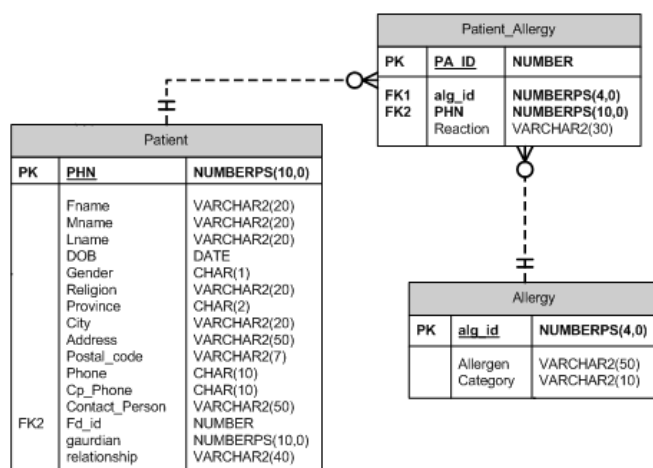 Patient_Allergy
PK PA_ID NUMBER
FK1 alg_id NUMBERPS(4,0)
FK2 PHN NUMBERPS(10,0)
Reaction VARCHAR2(30)
Patient
PK PHN NUMBERPS(10,0)
Fname VARCHAR2(20)
Mname VARCHAR2(20)
Lname VARCHAR2(20)
DOB DATE
Gender CHAR(1)
Religion VARCHAR2(20)
Province CHAR(2)
City VARCHAR2(20)
Address VARCHAR2(50)
Postal_code VARCHAR2(7)
Phone CHAR(10)
Cp_Phone CHAR(10)
Contact_Person VARCHAR2(50)
FK2 Fd_id NUMBER
gaurdian NUMBERPS(10,0)
relationship VARCHAR2(40)
Allergy
PK alg_id NUMBERPS(4,0)
Allergen VARCHAR2(50)
Category VARCHAR2(10)